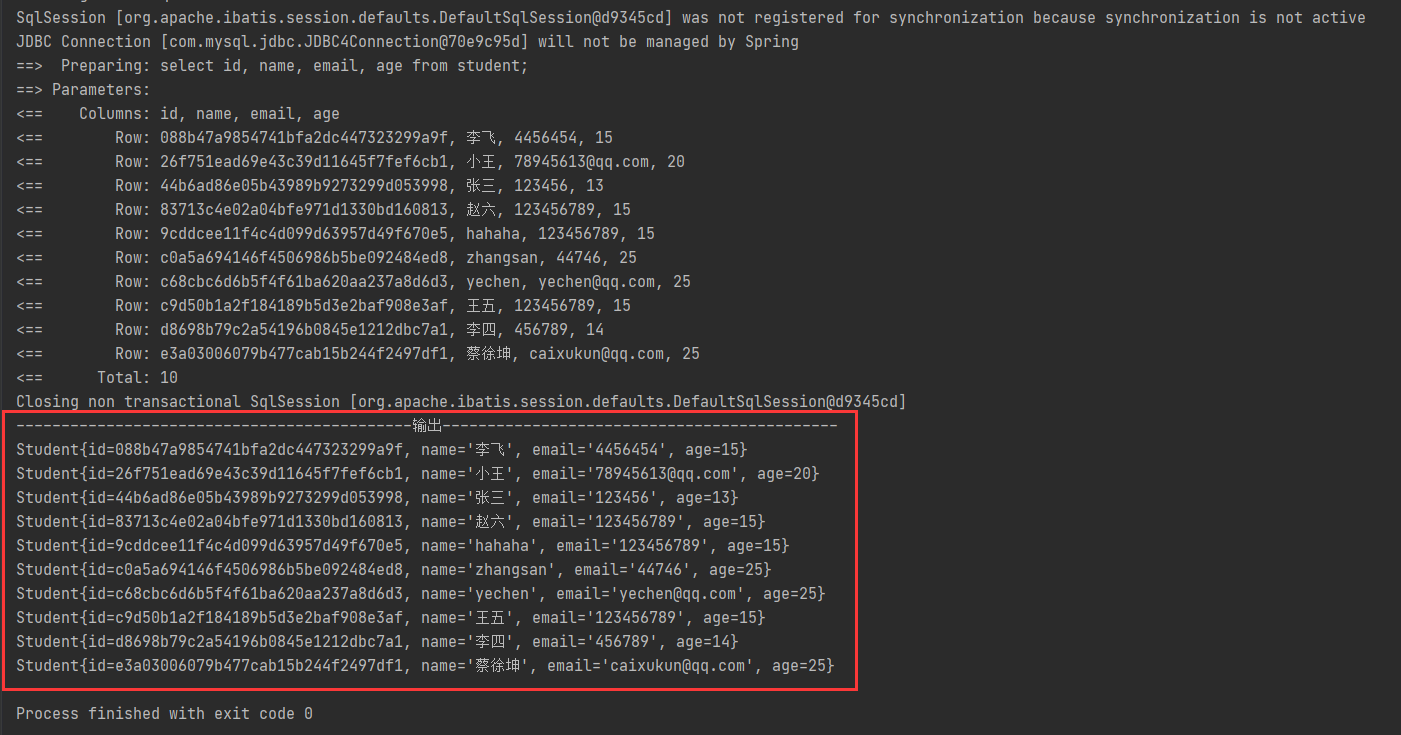 SqlSession [org.apache.ibatis.session.defaults.DefaultSqlSession@d9345cd] was not registered for synchronization because synchronization is not active
JDBC Connection [com.mysql.jdbc.JDBC4Connection@70e9c95d] will not be managed by Spring
==>  Preparing: select id, name, email, age from student;
==> Parameters:
<==    Columns: id, name, email, age
<==        Row: 088b47a9854741bfa2dc447323299a9f, 李飞, 4456454, 15
<==        Row: 26f751ead69e43c39d11645f7fef6cb1, 小王, 78945613@qq.com, 20
<==        Row: 44b6ad86e05b43989b9273299d053998, 张三, 123456, 13
<==        Row: 83713c4e02a04bfe971d1330bd160813, 赵六, 123456789, 15
<==        Row: 9cddcee11f4c4d099d63957d49f670e5, hahaha, 123456789, 15
<==        Row: c0a5a694146f4506986b5be092484ed8, zhangsan, 44746, 25
<==        Row: c68cbc6d6b5f4f61ba620aa237a8d6d3, yechen, yechen@qq.com, 25
<==        Row: c9d50b1a2f184189b5d3e2baf908e3af, 王五, 123456789, 15
<==        Row: d8698b79c2a54196b0845e1212dbc7a1, 李四, 456789, 14
<==        Row: e3a03006079b477cab15b244f2497df1, 蔡徐坤, caixukun@qq.com, 25
<==      Total: 10
Closing non transactional SqlSession [org.apache.ibatis.session.defaults.DefaultSqlSession@d9345cd]
--------------------------------------------输出--------------------------------------------
Student{id=088b47a9854741bfa2dc447323299a9f, name='李飞', email='4456454', age=15}
Student{id=26f751ead69e43c39d11645f7fef6cb1, name='小王', email='78945613@qq.com', age=20}
Student{id=44b6ad86e05b43989b9273299d053998, name='张三', email='123456', age=13}
Student{id=83713c4e02a04bfe971d1330bd160813, name='赵六', email='123456789', age=15}
Student{id=9cddcee11f4c4d099d63957d49f670e5, name='hahaha', email='123456789', age=15}
Student{id=c0a5a694146f4506986b5be092484ed8, name='zhangsan', email='44746', age=25}
Student{id=c68cbc6d6b5f4f61ba620aa237a8d6d3, name='yechen', email='yechen@qq.com', age=25}
Student{id=c9d50b1a2f184189b5d3e2baf908e3af, name='王五', email='123456789', age=15}
Student{id=d8698b79c2a54196b0845e1212dbc7a1, name='李四', email='456789', age=14}
Student{id=e3a03006079b477cab15b244f2497df1, name='蔡徐坤', email='caixukun@qq.com', age=25}
Process finished with exit code 0